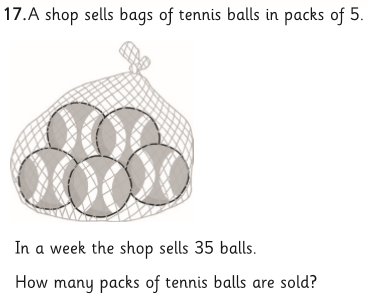 17.A shop sells bags of tennis balls in packs of 5.
In a week the shop sells 35 balls.
How many packs of tennis balls are sold?